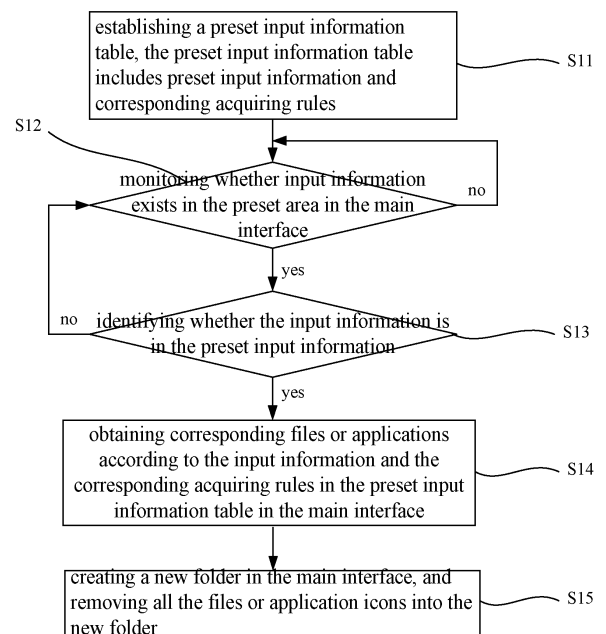 establishing a preset input information
table, the preset input information table
includes preset input information and
corresponding acquiring rules
S11
S12
monitoring whether input information
exists in the preset area in the main
interface
no
yes
no
identifying whether the input information is
in the preset input information
S13
yes
obtaining corresponding files or applications
according to the input information and the
corresponding acquiring rules in the preset input
information table in the main interface
S14
creating a new folder in the main interface, and
removing all the files or application icons into the
new folder
S15